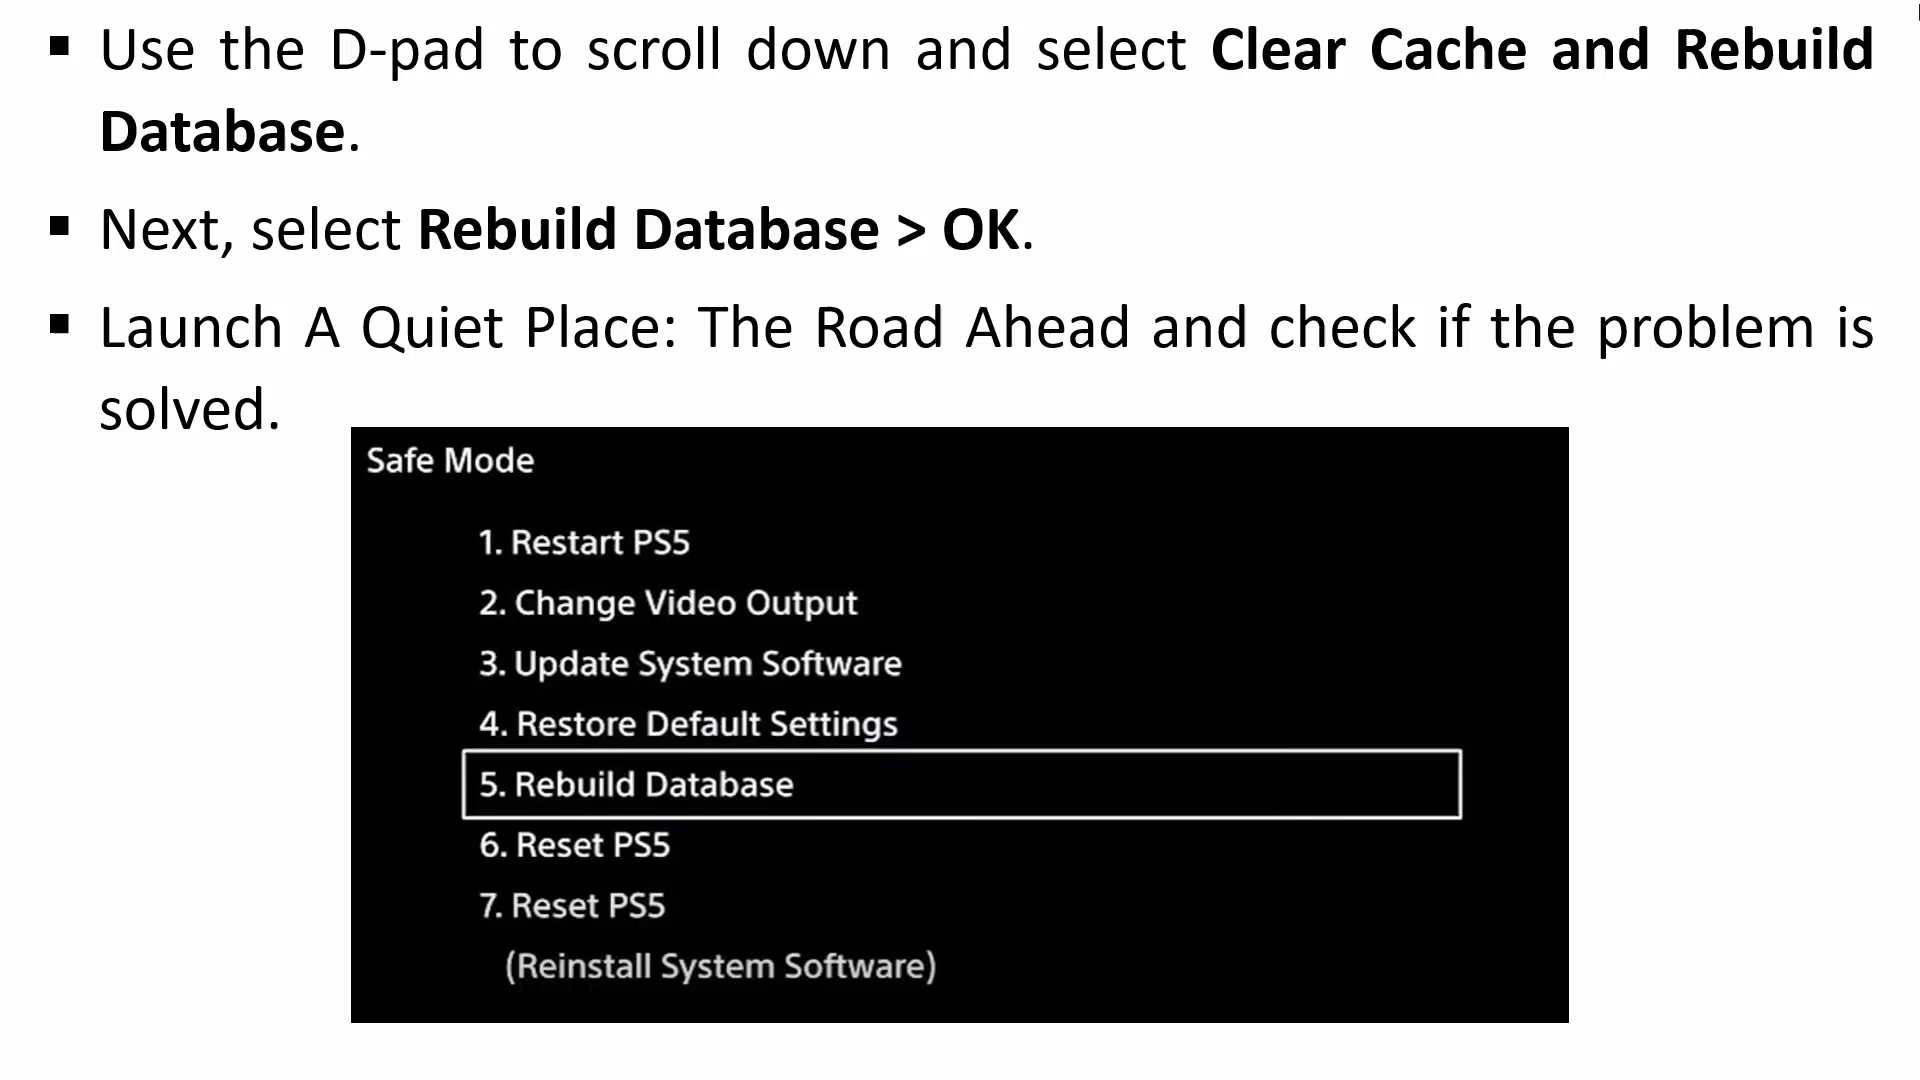 ▪ Use the D-pad to scroll down and select Clear Cache and Rebuild
Database.
▪ Next, select Rebuild Database > OK.
▪ Launch A Quiet Place: The Road Ahead and check if the problem is
solved.
Safe Mode
1. Restart PS5
2. Change Video Output
3. Update System Software
4. Restore Default Settings
5. Rebuild Database
6. Reset PS5
7. Reset PS5
(Reinstall System Software)